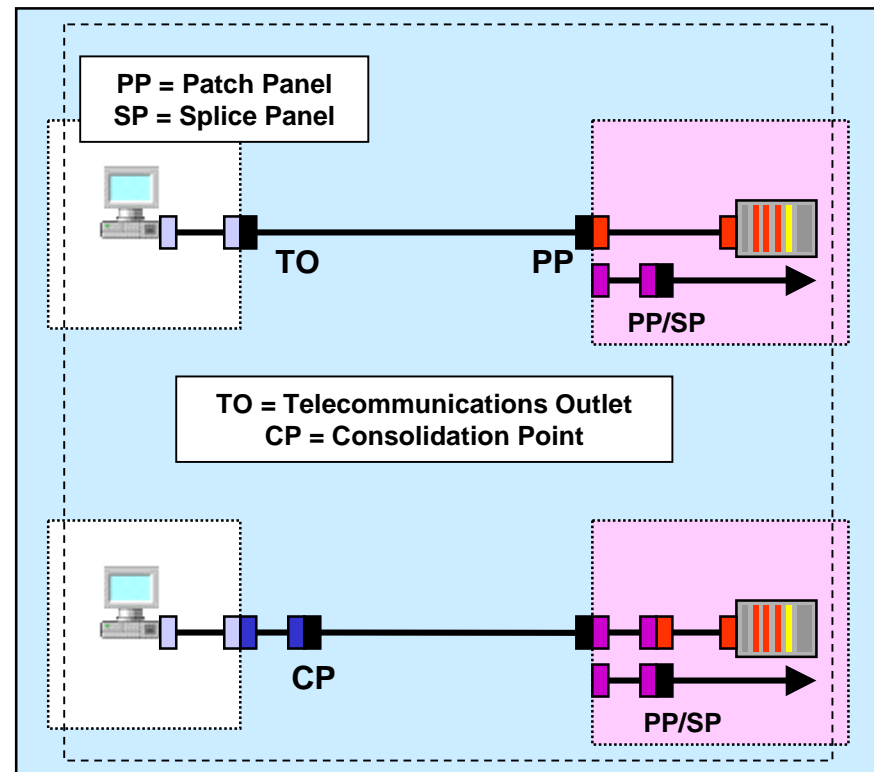 PP = Patch Panel
SP = Splice Panel
TO
PP
PP/SP
TO = Telecommunications Outlet
CP = Consolidation Point
CP
PP/SP